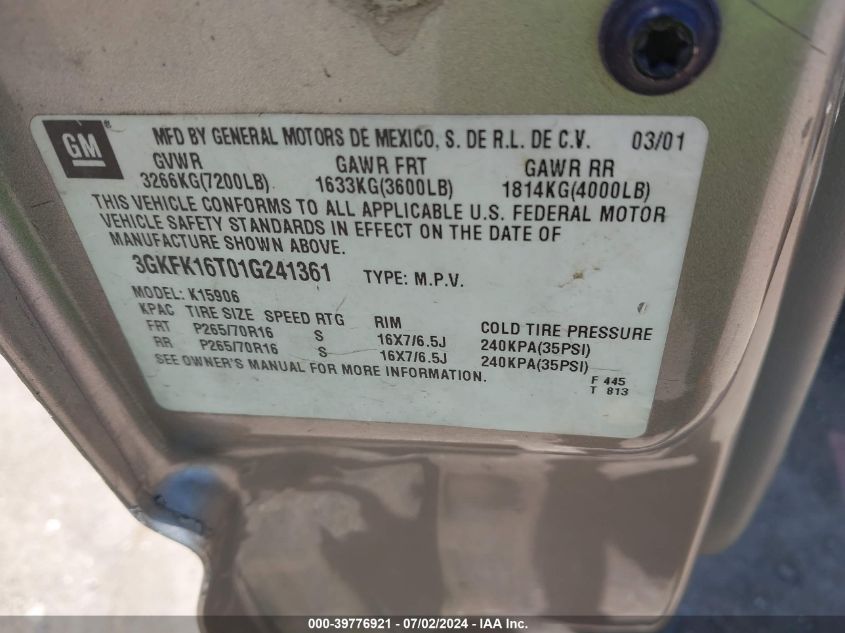 GM
MFD BY GENERAL MOTORS DE MEXICO, S. DE R.L. DE C.V. 03/01
GVWR GAWR FRT GAWR RR
3266KG(7200LB) 1633KG(3600LB) 1814KG(4000LB)
THIS VEHICLE CONFORMS TO ALL APPLICABLE U.S. FEDERAL MOTOR
VEHICLE SAFETY STANDARDS IN EFFECT ON THE DATE OF
MANUFACTURE SHOWN ABOVE.
3GKFK16T01G241361 TYPE: M.P.V.
MODEL: K15906
KPAC TIRE SIZE SPEED RTG RIM COLD TIRE PRESSURE
FRT P265/70R16 S 16X7/6.5J 240KPA(35PSI)
RR P265/70R16 S 16X7/6.5J 240KPA(35PSI)
SEE OWNER'S MANUAL FOR MORE INFORMATION.
F 445
T 813
000-39776921 - 07/02/2024 - IAA Inc.